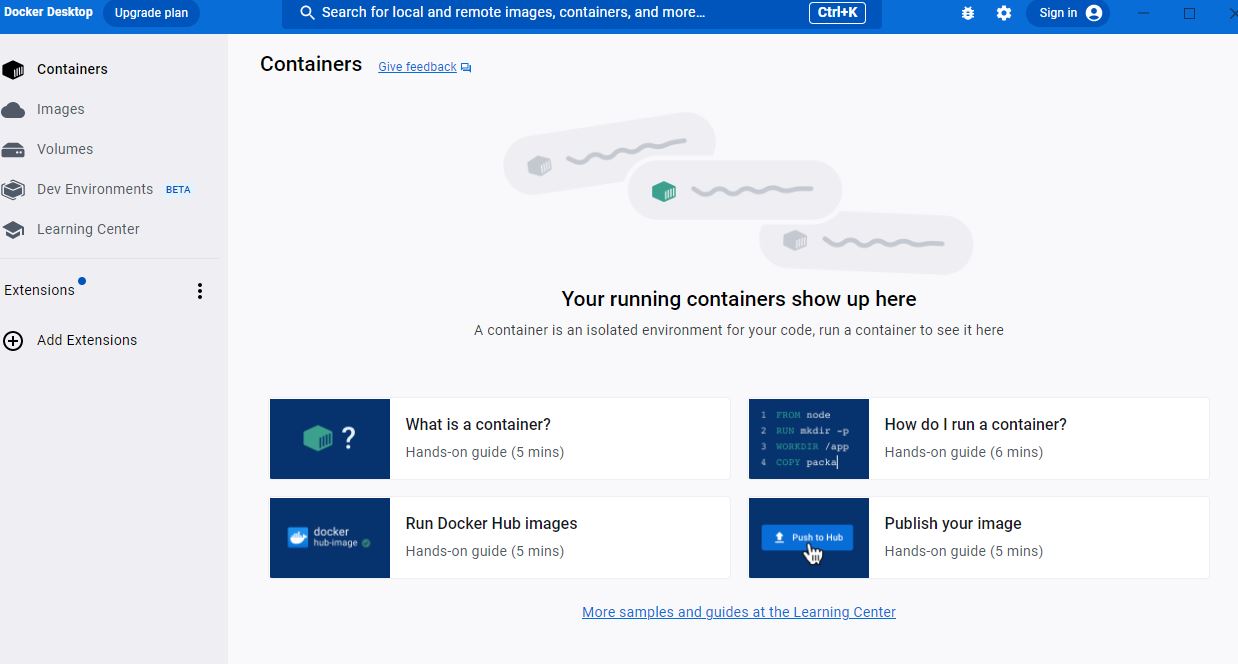 Docker Desktop
Upgrade plan
Search for local and remote images, containers, and more...
Ctrl+K
Sign in
Containers
Images
Volumes
Dev Environments BETA
Learning Center
Extensions
Add Extensions
Containers
Give feedback
Your running containers show up here
A container is an isolated environment for your code, run a container to see it here
?
What is a container?
Hands-on guide (5 mins)
1 FROM node
2 RUN mkdir -p
3 WORKDIR /app
4 COPY packa
How do I run a container?
Hands-on guide (6 mins)
docker
hub-image
Run Docker Hub images
Hands-on guide (5 mins)
Push to Hub
Publish your image
Hands-on guide (5 mins)
More samples and guides at the Learning Center